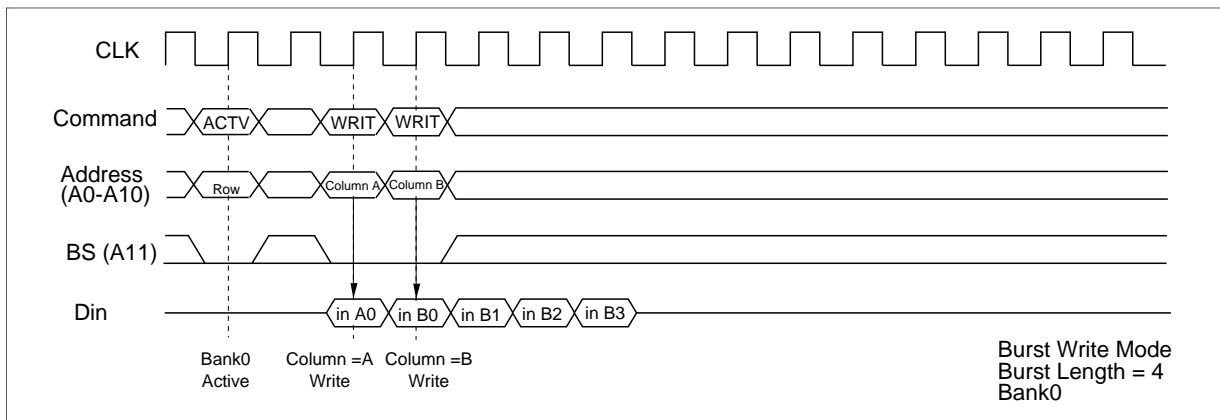 CLK
Command
ACTV
WRIT
WRIT
Address
(A0-A10)
Row
Column A
Column B
BS (A11)
Din
in A0
in B0
in B1
in B2
in B3
Bank0
Active
Column =A
Write
Column =B
Write
Burst Write Mode
Burst Length = 4
Bank0